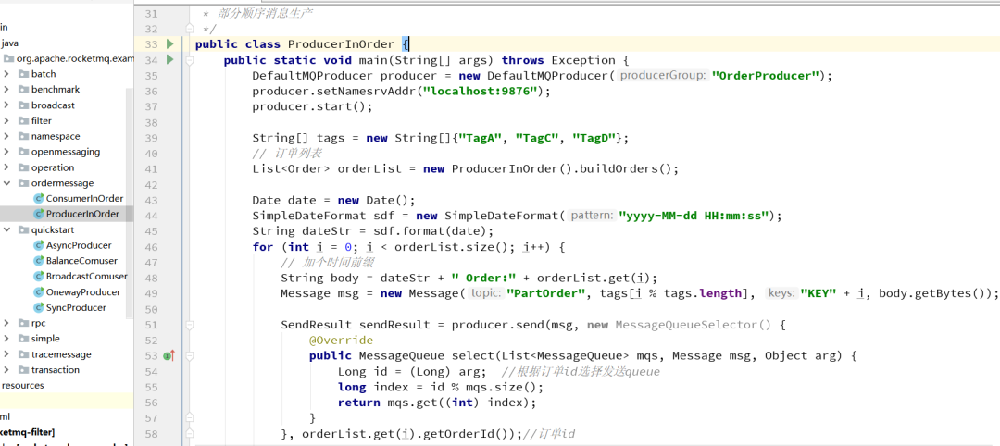 in
java
org.apache.rocketmq.exam
batch
benchmark
broadcast
filter
namespace
openmessaging
operation
ordermessage
ConsumerInOrder
ProducerInOrder
quickstart
AsyncProducer
BalanceComuser
BroadcastComuser
OnewayProducer
SyncProducer
rpc
simple
tracemessage
transaction
resources
ml
ketmq-filter]
31 * 部分顺序消息生产
32 */
33 public class ProducerInOrder {
34 public static void main(String[] args) throws Exception {
35 DefaultMQProducer producer = new DefaultMQProducer( producerGroup: "OrderProducer");
36 producer.setNamesrvAddr("localhost:9876");
37 producer.start();
38
39 String[] tags = new String[]{"TagA", "TagC", "TagD"};
40 // 订单列表
41 List<Order> orderList = new ProducerInOrder().buildOrders();
42
43 Date date = new Date();
44 SimpleDateFormat sdf = new SimpleDateFormat( pattern: "yyyy-MM-dd HH:mm:ss");
45 String dateStr = sdf.format(date);
46 for (int i = 0; i < orderList.size(); i++) {
47 // 加个时间前缀
48 String body = dateStr + " Order:" + orderList.get(i);
49 Message msg = new Message( topic: "PartOrder", tags[i % tags.length], keys: "KEY" + i, body.getBytes());
50
51 SendResult sendResult = producer.send(msg, new MessageQueueSelector() {
52 @Override
53 public MessageQueue select(List<MessageQueue> mqs, Message msg, Object arg) {
54 Long id = (Long) arg; //根据订单id选择发送queue
55 long index = id % mqs.size();
56 return mqs.get((int) index);
57 }
58 }, orderList.get(i).getOrderId());//订单id